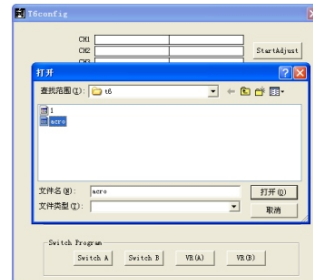 T6config
CH1
CH2
CH3
StartAdjust
打开
查找范围(I): t6
1
acro
文件名(N): acro
打开(O)
文件类型(T):
取消
Switch Program
Switch A Switch B VR(A) VR(B)